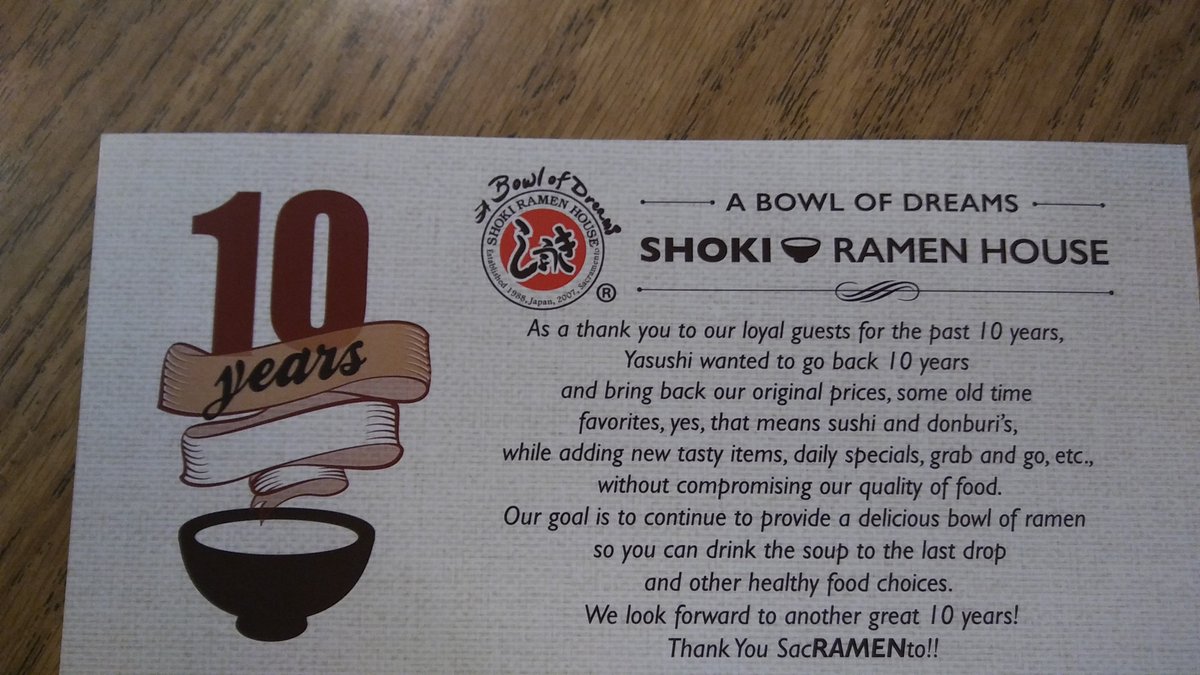 10
years
A Bowl of Dreams
SHOKI RAMEN HOUSE
しょうき
Established 1988, Japan, 2007, Sacramento
®
A BOWL OF DREAMS
SHOKI RAMEN HOUSE
As a thank you to our loyal guests for the past 10 years,
Yasushi wanted to go back 10 years
and bring back our original prices, some old time
favorites, yes, that means sushi and donburi's,
while adding new tasty items, daily specials, grab and go, etc.,
without compromising our quality of food.
Our goal is to continue to provide a delicious bowl of ramen
so you can drink the soup to the last drop
and other healthy food choices.
We look forward to another great 10 years!
Thank You SacRAMENto!!